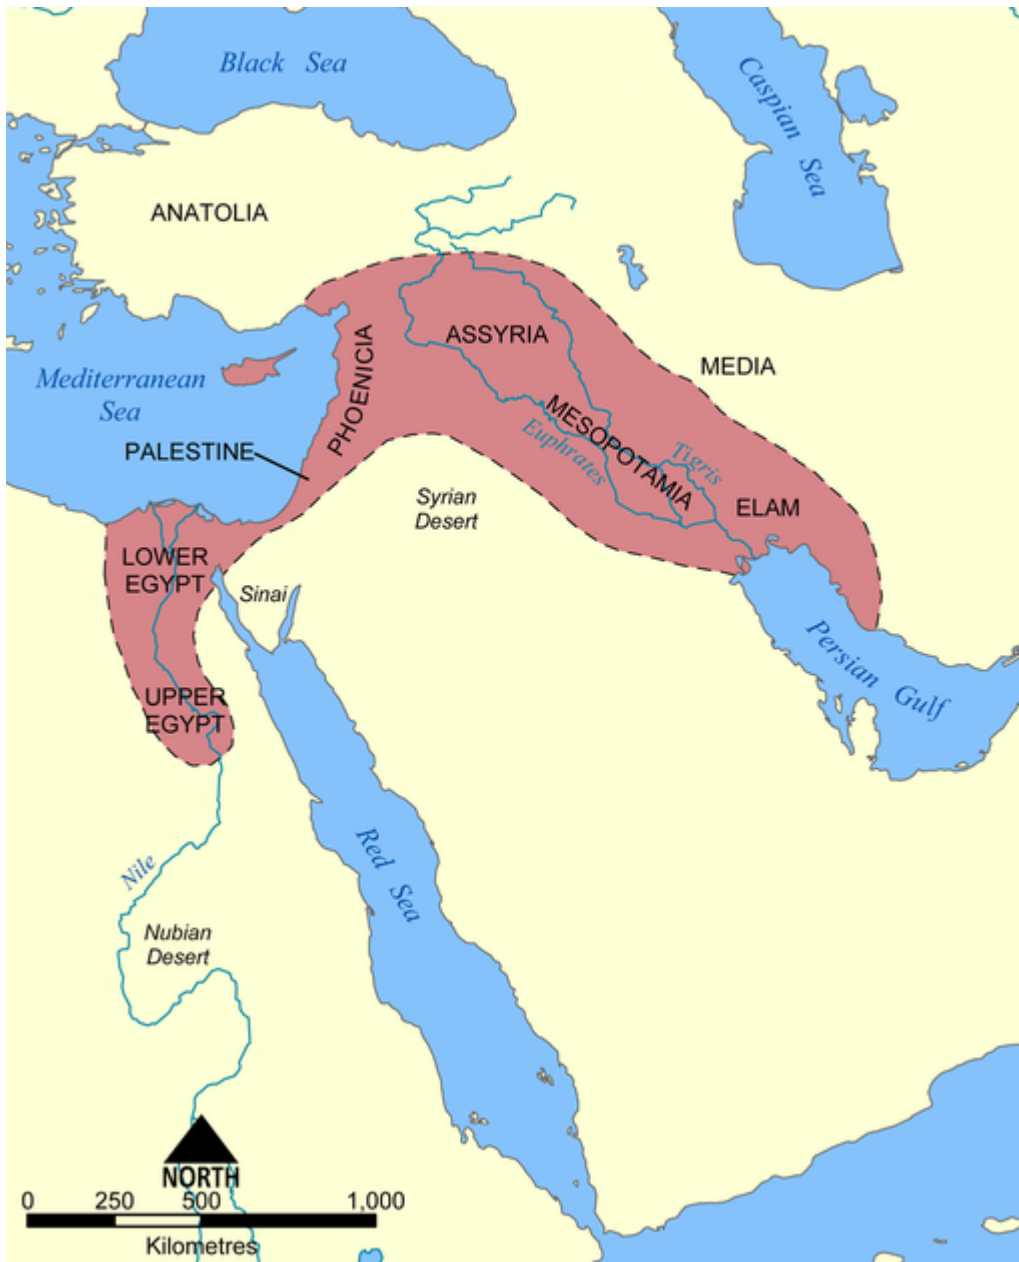 Black Sea
Caspian Sea
ANATOLIA
ASSYRIA
MEDIA
PHOENICIA
Mediterranean
Sea
MESOPOTAMIA
Euphrates
Tigris
PALESTINE
Syrian
Desert
ELAM
LOWER
EGYPT
Sinai
Persian Gulf
UPPER
EGYPT
Red Sea
Nile
Nubian
Desert
NORTH
0 250 500 1,000
Kilometres